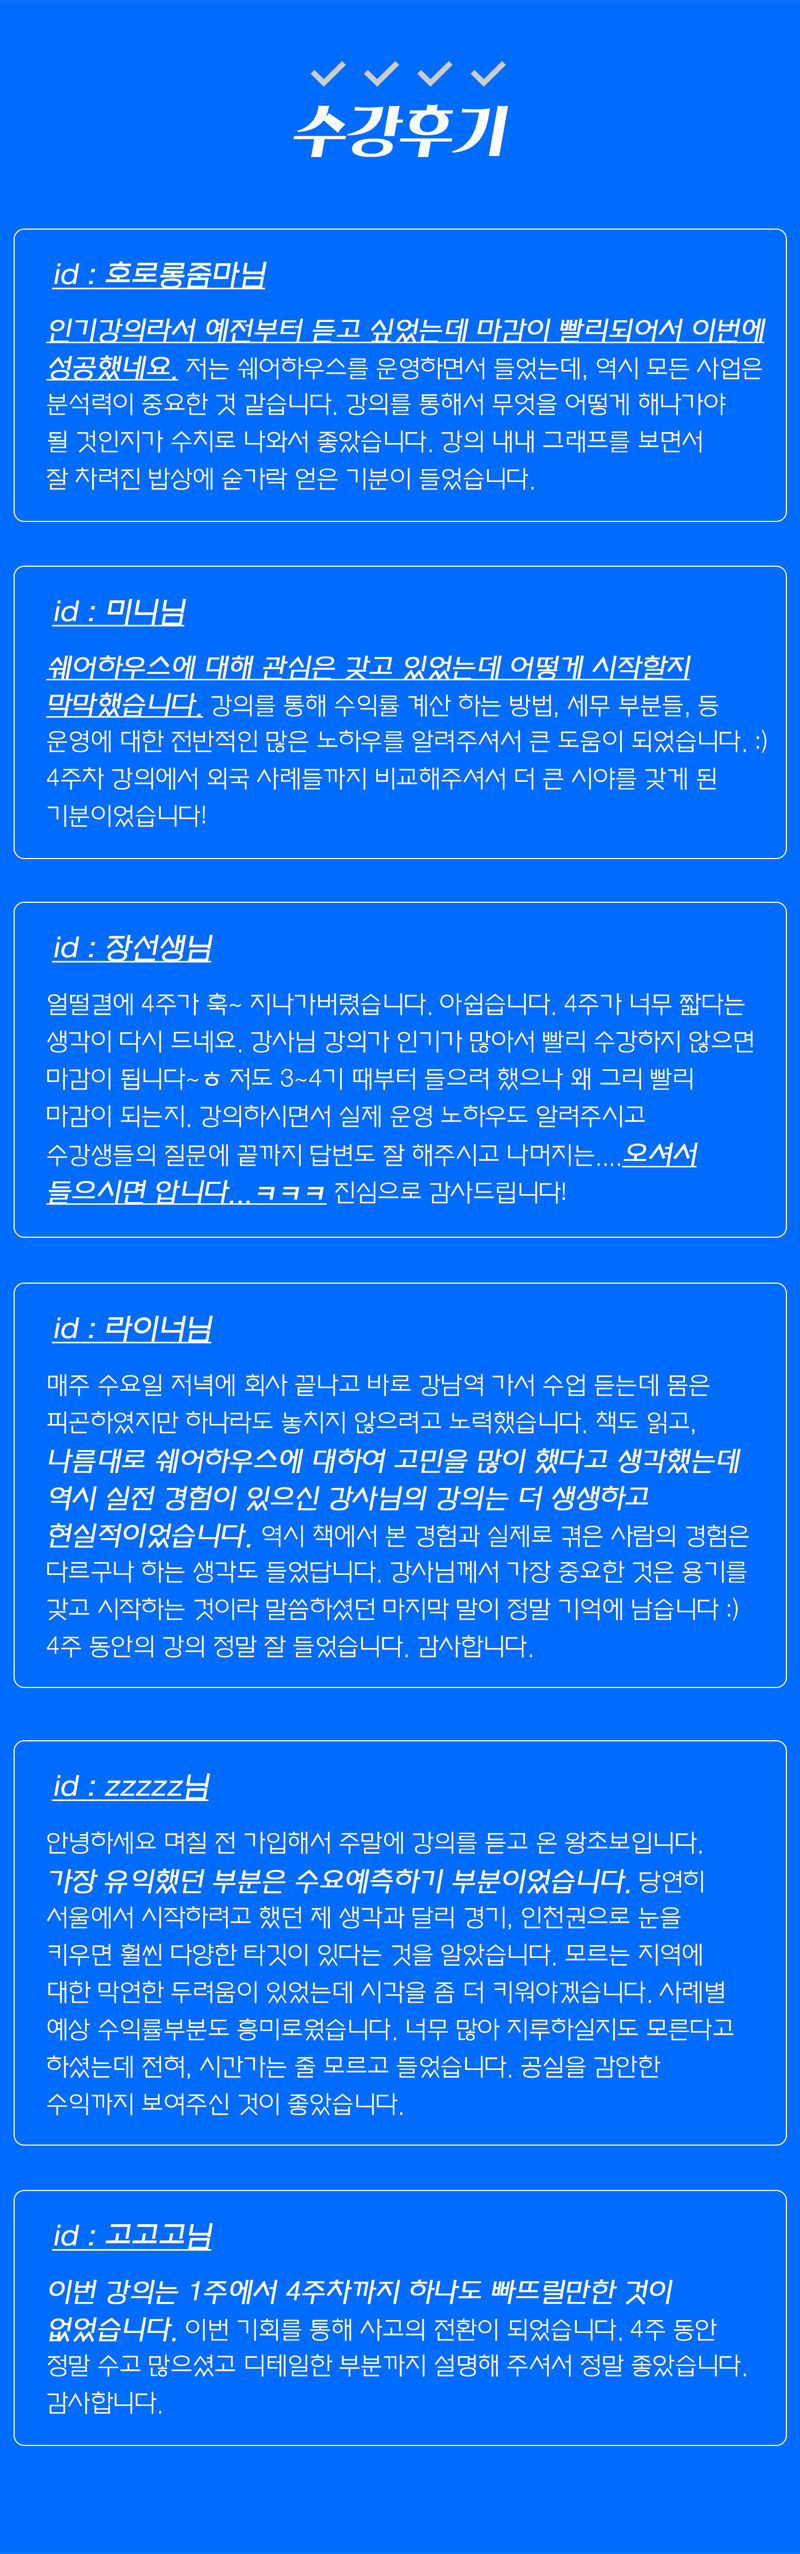 수강후기
id : 호로롱줌마님
인기강의라서 예전부터 듣고 싶었는데 마감이 빨리되어서 이번에
성공했네요. 저는 쉐어하우스를 운영하면서 들었는데, 역시 모든 사업은
분석력이 중요한 것 같습니다. 강의를 통해서 무엇을 어떻게 해나가야
될 것인지가 수치로 나와서 좋았습니다. 강의 내내 그래프를 보면서
잘 차려진 밥상에 숟가락 얻은 기분이 들었습니다.
id : 미니님
쉐어하우스에 대해 관심은 갖고 있었는데 어떻게 시작할지
막막했습니다. 강의를 통해 수익률 계산 하는 방법, 세무 부분들, 등
운영에 대한 전반적인 많은 노하우를 알려주셔서 큰 도움이 되었습니다. :)
4주차 강의에서 외국 사례들까지 비교해주셔서 더 큰 시야를 갖게 된
기분이었습니다!
id : 장선생님
얼떨결에 4주가 훅~ 지나가버렸습니다. 아쉽습니다. 4주가 너무 짧다는
생각이 다시 드네요. 강사님 강의가 인기가 많아서 빨리 수강하지 않으면
마감이 됩니다~ㅎ 저도 3~4기 때부터 들으려 했으나 왜 그리 빨리
마감이 되는지. 강의하시면서 실제 운영 노하우도 알려주시고
수강생들의 질문에 끝까지 답변도 잘 해주시고 나머지는....오셔서
들으시면 압니다...ㅋㅋㅋ 진심으로 감사드립니다!
id : 라이너님
매주 수요일 저녁에 회사 끝나고 바로 강남역 가서 수업 듣는데 몸은
피곤하였지만 하나라도 놓치지 않으려고 노력했습니다. 책도 읽고,
나름대로 쉐어하우스에 대하여 고민을 많이 했다고 생각했는데
역시 실전 경험이 있으신 강사님의 강의는 더 생생하고
현실적이었습니다. 역시 책에서 본 경험과 실제로 겪은 사람의 경험은
다르구나 하는 생각도 들었답니다. 강사님께서 가장 중요한 것은 용기를
갖고 시작하는 것이라 말씀하셨던 마지막 말이 정말 기억에 남습니다 :)
4주 동안의 강의 정말 잘 들었습니다. 감사합니다.
id : zzzzz님
안녕하세요 며칠 전 가입해서 주말에 강의를 듣고 온 왕초보입니다.
가장 유익했던 부분은 수요예측하기 부분이었습니다. 당연히
서울에서 시작하려고 했던 제 생각과 달리 경기, 인천권으로 눈을
키우면 훨씬 다양한 타깃이 있다는 것을 알았습니다. 모르는 지역에
대한 막연한 두려움이 있었는데 시각을 좀 더 키워야겠습니다. 사례별
예상 수익률부분도 흥미로웠습니다. 너무 많아 지루하실지도 모른다고
하셨는데 전혀, 시간가는 줄 모르고 들었습니다. 공실을 감안한
수익까지 보여주신 것이 좋았습니다.
id : 고고고님
이번 강의는 1주에서 4주차까지 하나도 빠뜨릴만한 것이
없었습니다. 이번 기회를 통해 사고의 전환이 되었습니다. 4주 동안
정말 수고 많으셨고 디테일한 부분까지 설명해 주셔서 정말 좋았습니다.
감사합니다.